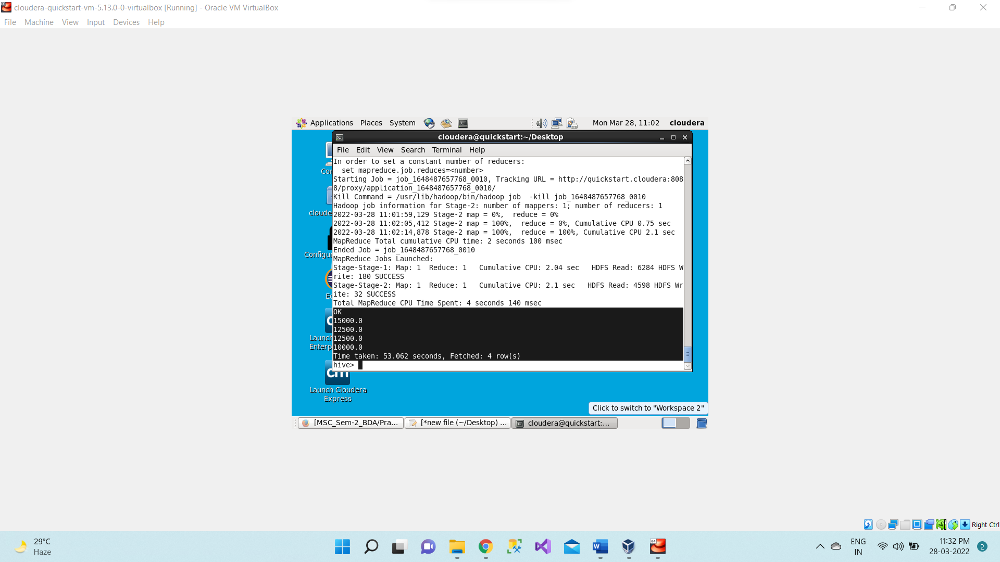 cloudera-quickstart-vm-5.13.0-0-virtualbox [Running] - Oracle VM VirtualBox
File Machine View Input Devices Help
Applications Places System Mon Mar 28, 11:02 cloudera
cloudera@quickstart:~/Desktop
File Edit View Search Terminal Help
In order to set a constant number of reducers:
set mapreduce.job.reduces=<number>
Starting Job = job_1648487657768_0010, Tracking URL = http://quickstart.cloudera:808
8/proxy/application_1648487657768_0010/
Kill Command = /usr/lib/hadoop/bin/hadoop job  -kill job_1648487657768_0010
Hadoop job information for Stage-2: number of mappers: 1; number of reducers: 1
2022-03-28 11:01:59,129 Stage-2 map = 0%,  reduce = 0%
2022-03-28 11:02:05,412 Stage-2 map = 100%,  reduce = 0%, Cumulative CPU 0.75 sec
2022-03-28 11:02:14,878 Stage-2 map = 100%,  reduce = 100%, Cumulative CPU 2.1 sec
MapReduce Total cumulative CPU time: 2 seconds 100 msec
Ended Job = job_1648487657768_0010
MapReduce Jobs Launched:
Stage-Stage-1: Map: 1  Reduce: 1   Cumulative CPU: 2.04 sec   HDFS Read: 6284 HDFS W
rite: 180 SUCCESS
Stage-Stage-2: Map: 1  Reduce: 1   Cumulative CPU: 2.1 sec   HDFS Read: 4598 HDFS Wr
ite: 32 SUCCESS
Total MapReduce CPU Time Spent: 4 seconds 140 msec
OK
15000.0
12500.0
12500.0
10000.0
Time taken: 53.062 seconds, Fetched: 4 row(s)
hive>
Cor
cloude
Configu
Ec
Launch
Enterp
cm
Launch Cloudera
Express
Click to switch to "Workspace 2"
[MSC_Sem-2_BDA/Pra... [*new file (~/Desktop) ... cloudera@quickstart:...
Right Ctrl
29°C
Haze
64
ENG
IN
11:32 PM
28-03-2022
2